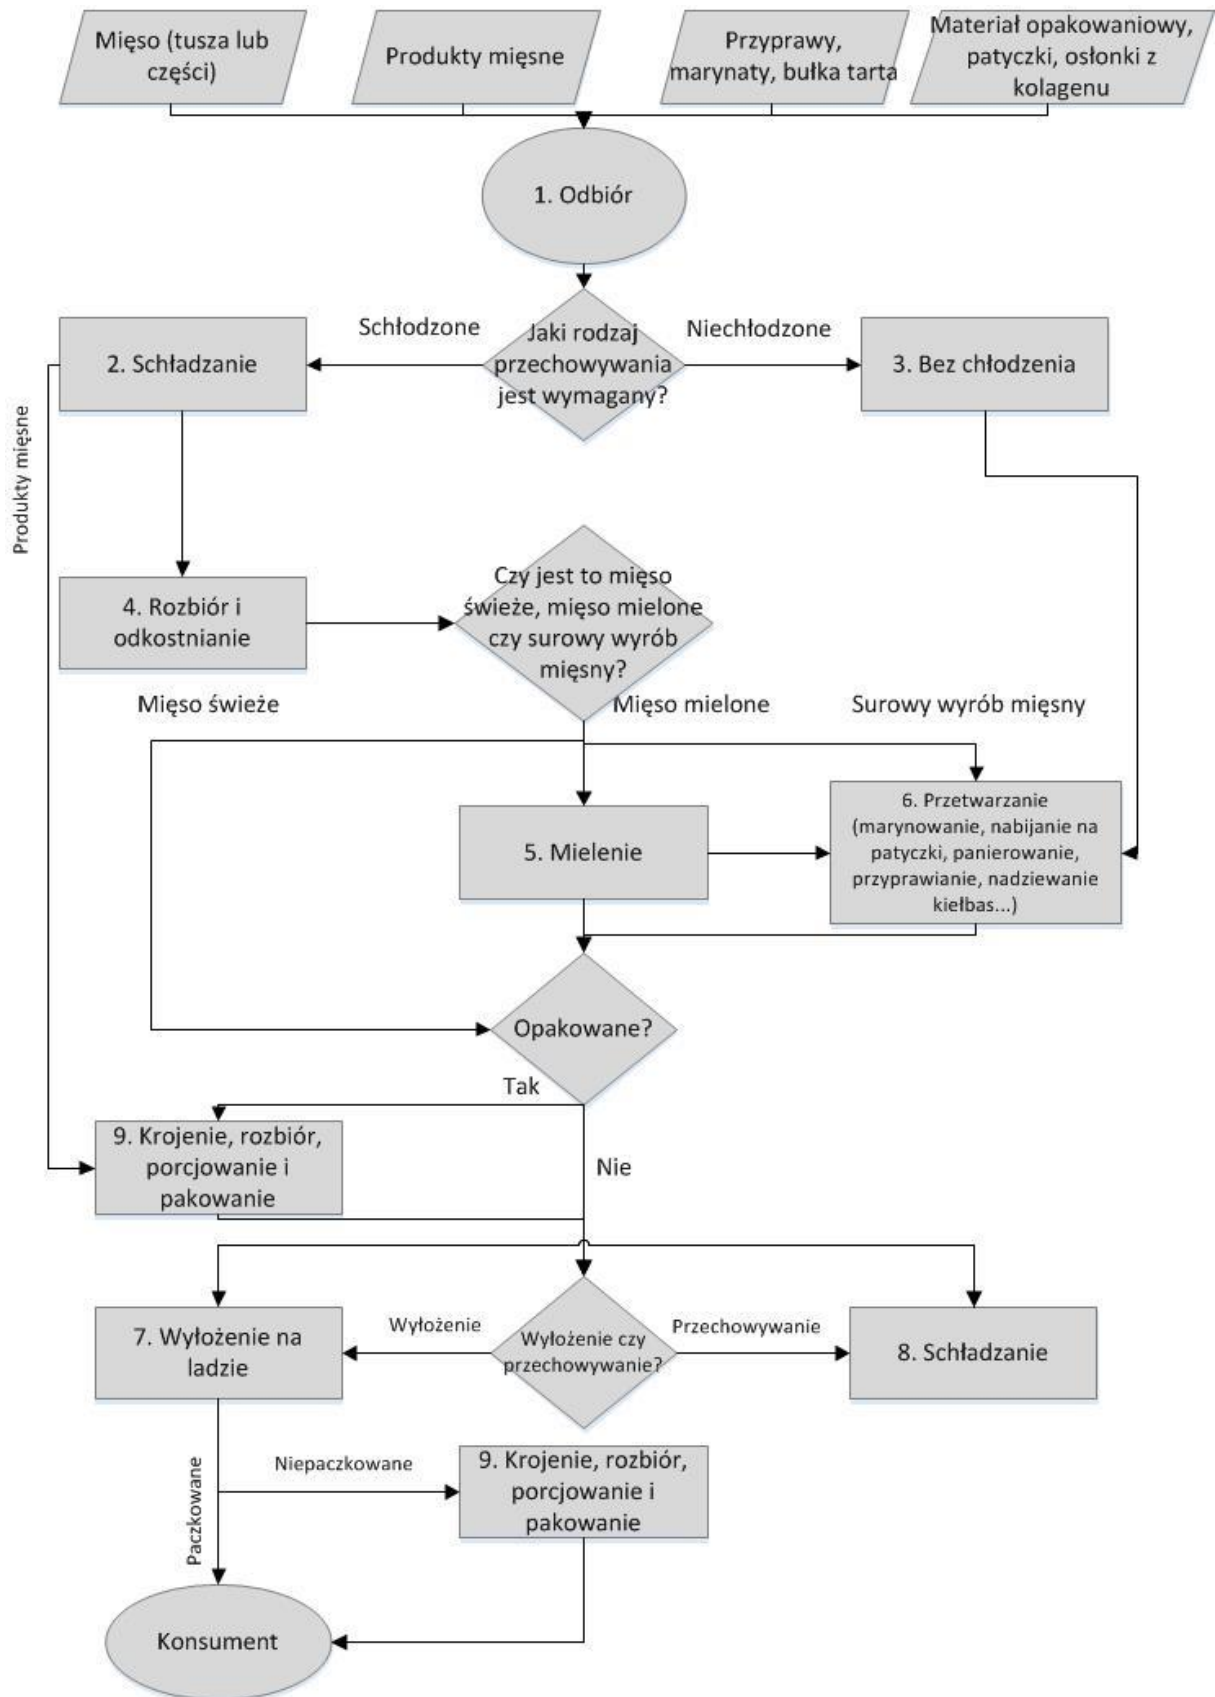 Mięso (tusza lub
części)
Produkty mięsne
Przyprawy,
marynaty, bułka tarta
Materiał opakowaniowy,
patyczki, osłonki z
kolagenu
1. Odbiór
Schłodzone
Jaki rodzaj
przechowywania
jest wymagany?
Niechłodzone
2. Schładzanie
3. Bez chłodzenia
Produkty mięsne
4. Rozbiór i
odkostnianie
Czy jest to mięso
świeże, mięso mielone
czy surowy wyrób
mięsny?
Mięso świeże
Mięso mielone
Surowy wyrób mięsny
5. Mielenie
6. Przetwarzanie
(marynowanie, nabijanie na
patyczki, panierowanie,
przyprawianie, nadziewanie
kiełbas...)
Opakowane?
Tak
9. Krojenie, rozbiór,
porcjowanie i
pakowanie
Nie
7. Wyłożenie na
ladzie
Wyłożenie
Wyłożenie czy
przechowywanie?
Przechowywanie
8. Schładzanie
Paczkowane
Niepaczkowane
9. Krojenie, rozbiór,
porcjowanie i
pakowanie
Konsument